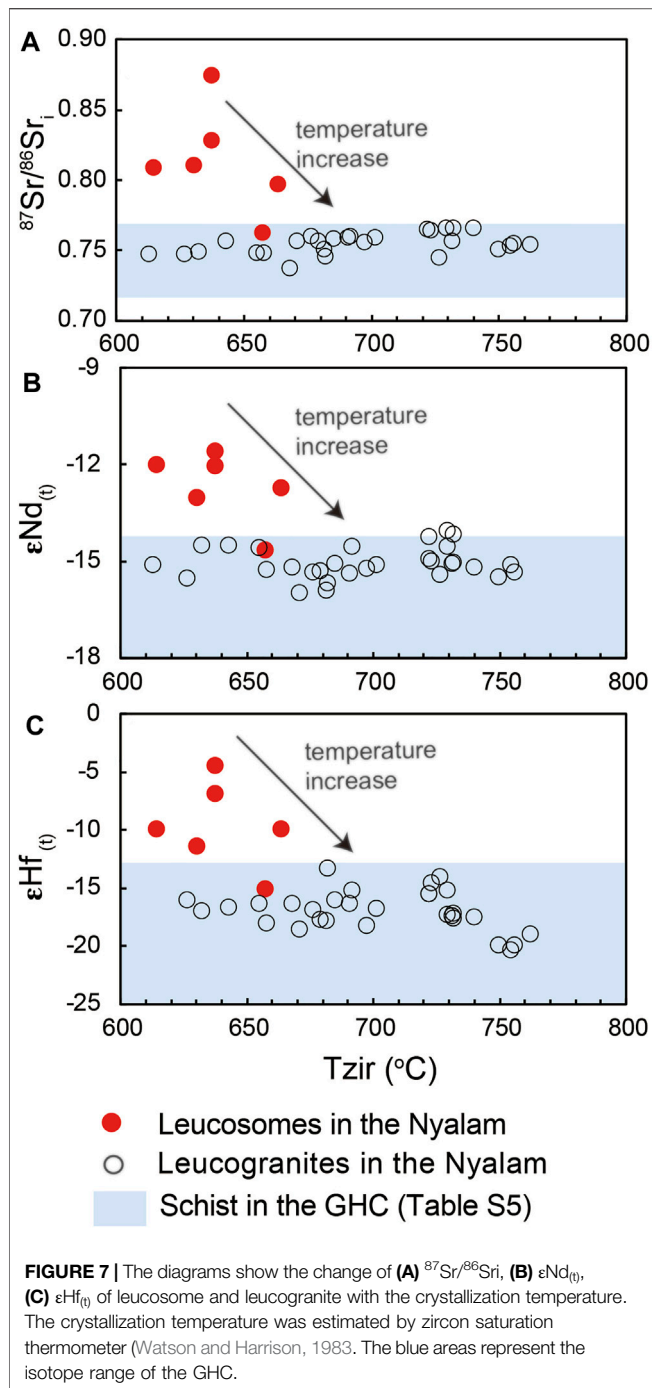 A
⁸⁷Sr/⁸⁶Srᵢ
0.90
0.85
0.80
0.75
0.70
temperature
increase
600 650 700 750 800
B
εNd(t)
-9
-12
-15
-18
temperature
increase
600 650 700 750 800
C
εHf(t)
0
-5
-10
-15
-20
-25
temperature
increase
600 650 700 750 800
Tzir (°C)
Leucosomes in the Nyalam
Leucogranites in the Nyalam
Schist in the GHC (Table S5)
FIGURE 7 | The diagrams show the change of (A) ⁸⁷Sr/⁸⁶Sri, (B) εNd(t),
(C) εHf(t) of leucosome and leucogranite with the crystallization temperature.
The crystallization temperature was estimated by zircon saturation
thermometer (Watson and Harrison, 1983. The blue areas represent the
isotope range of the GHC.